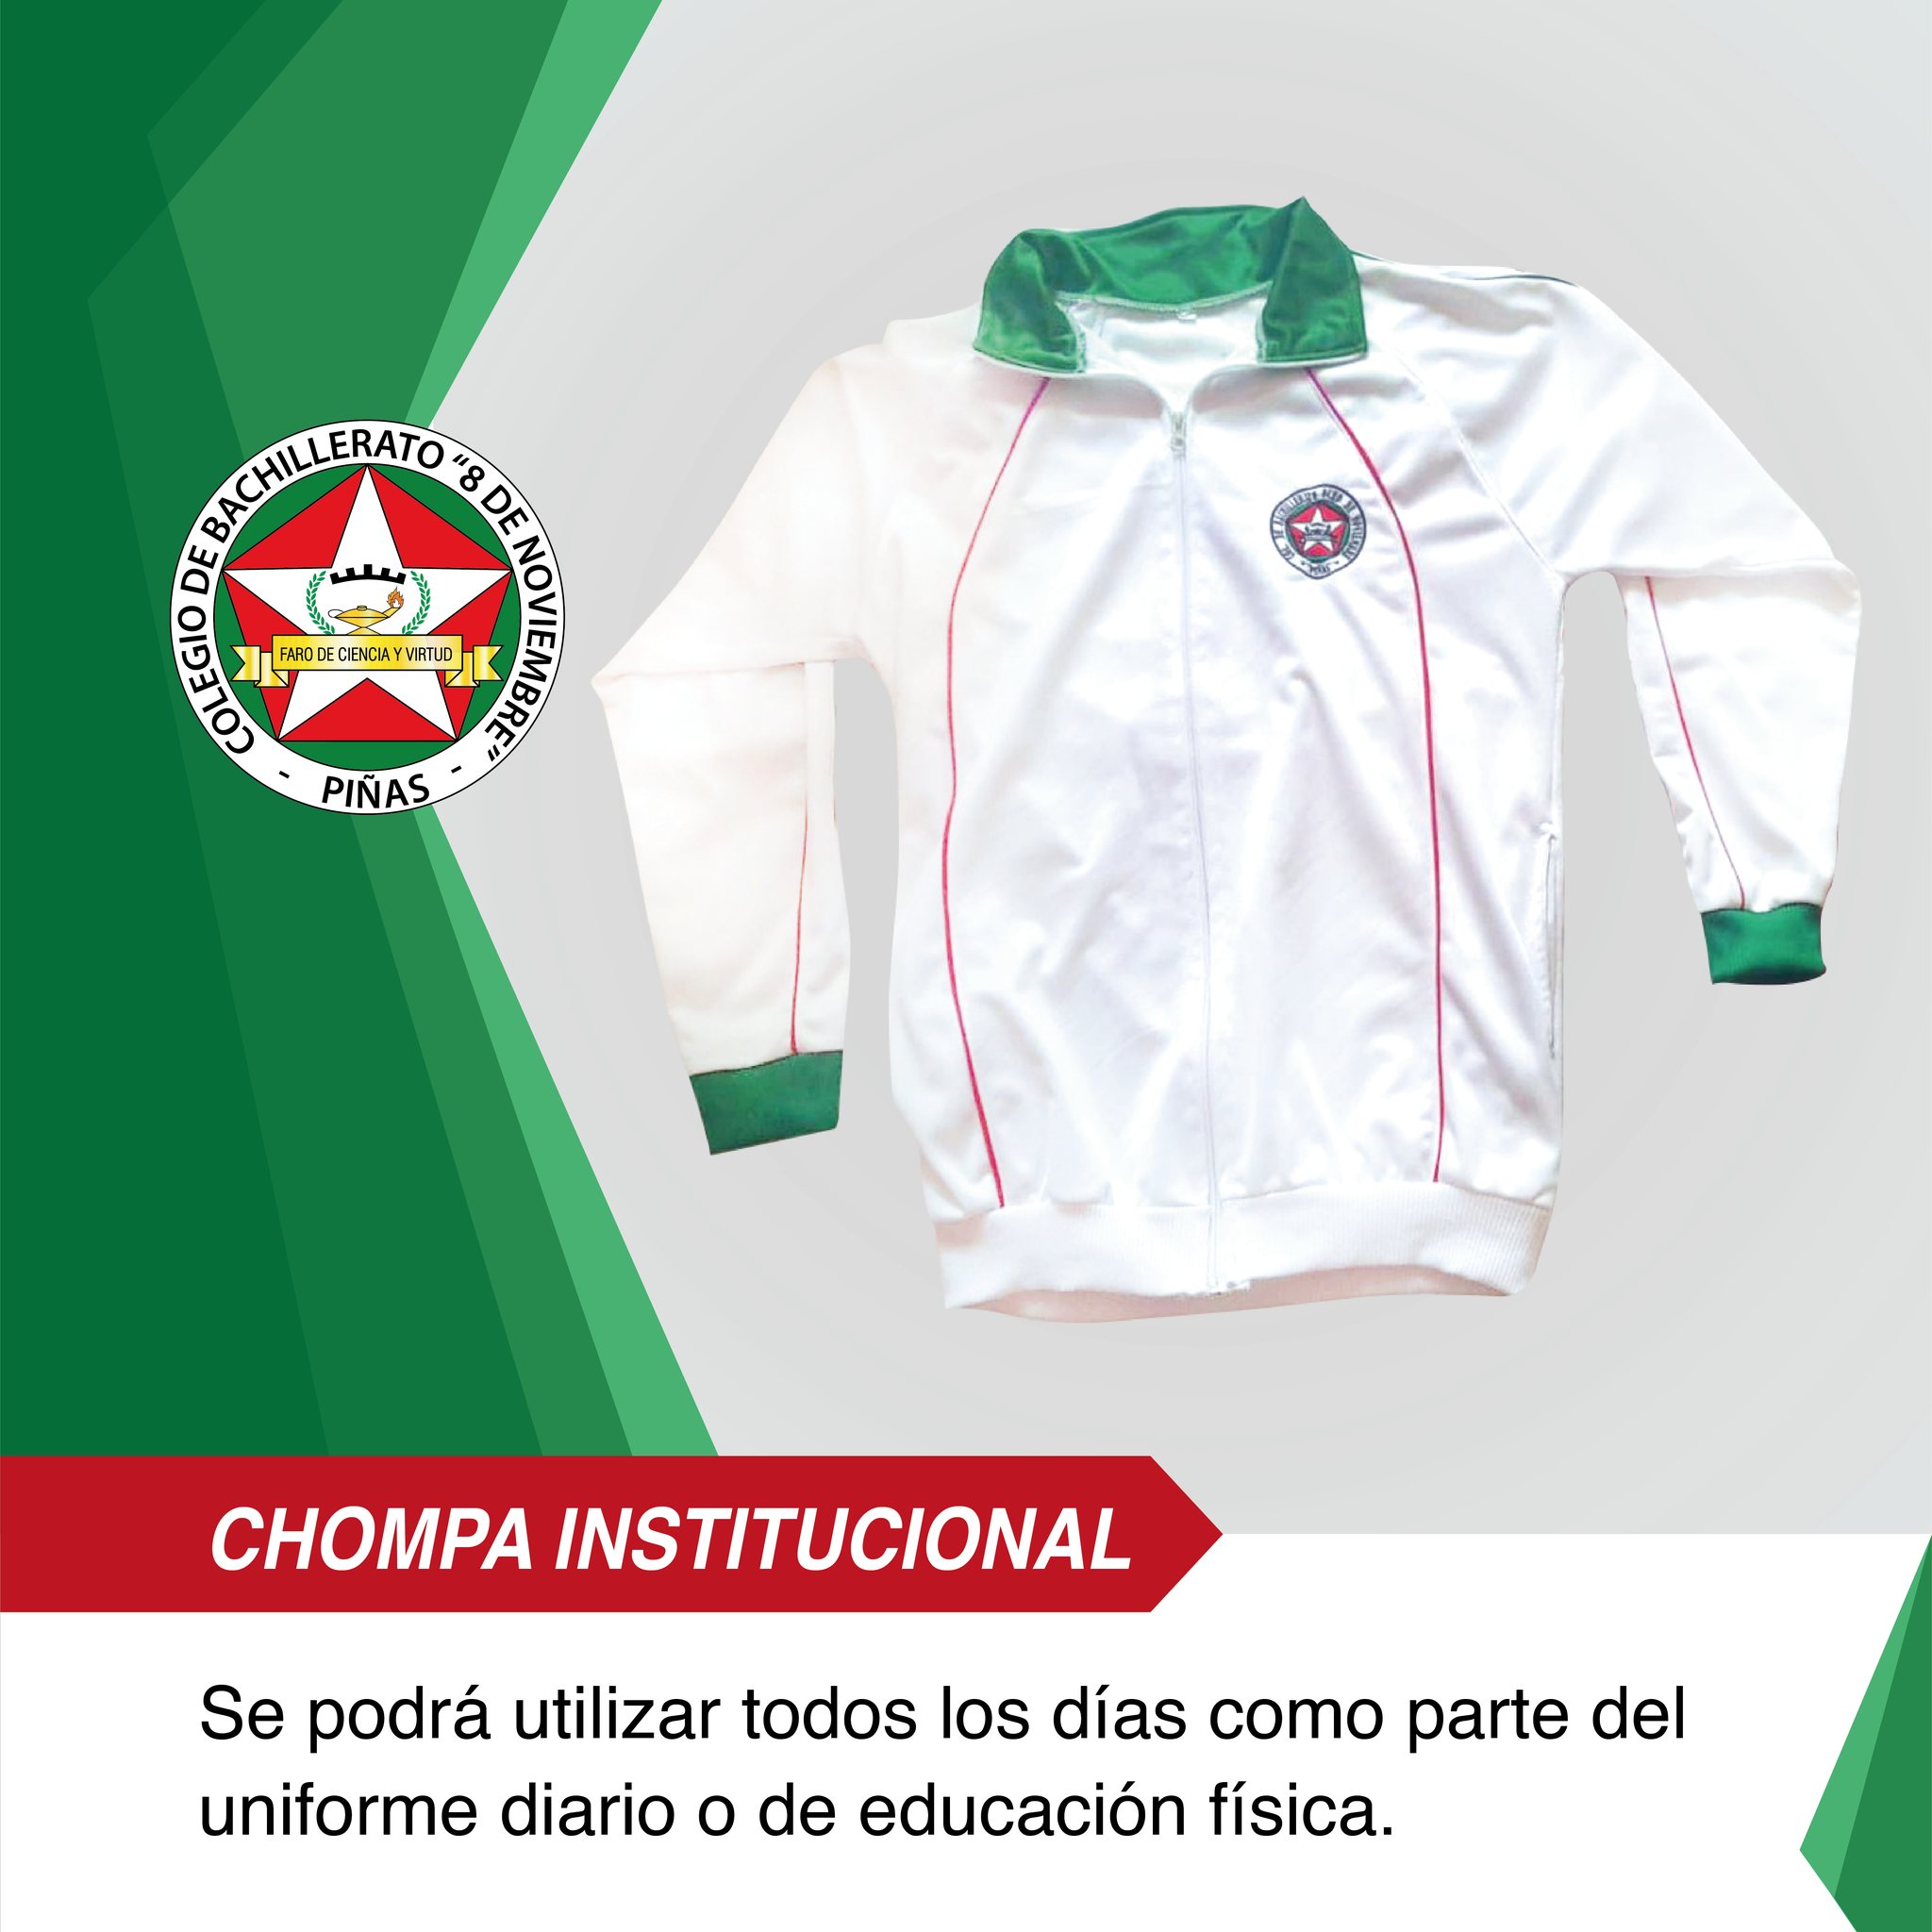 COLEGIO DE BACHILLERATO “8 DE NOVIEMBRE”
FARO DE CIENCIA Y VIRTUD
- PIÑAS -
PIÑAS
CHOMPA INSTITUCIONAL
Se podrá utilizar todos los días como parte del
uniforme diario o de educación física.